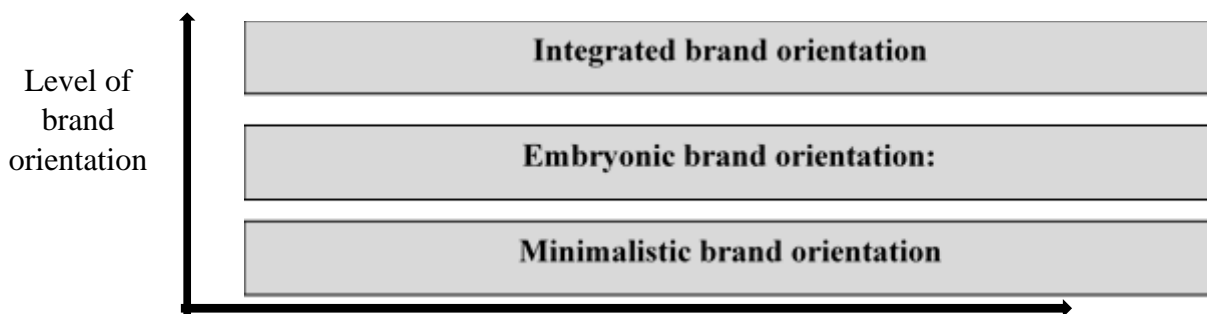 Level of
brand
orientation
Integrated brand orientation
Embryonic brand orientation:
Minimalistic brand orientation